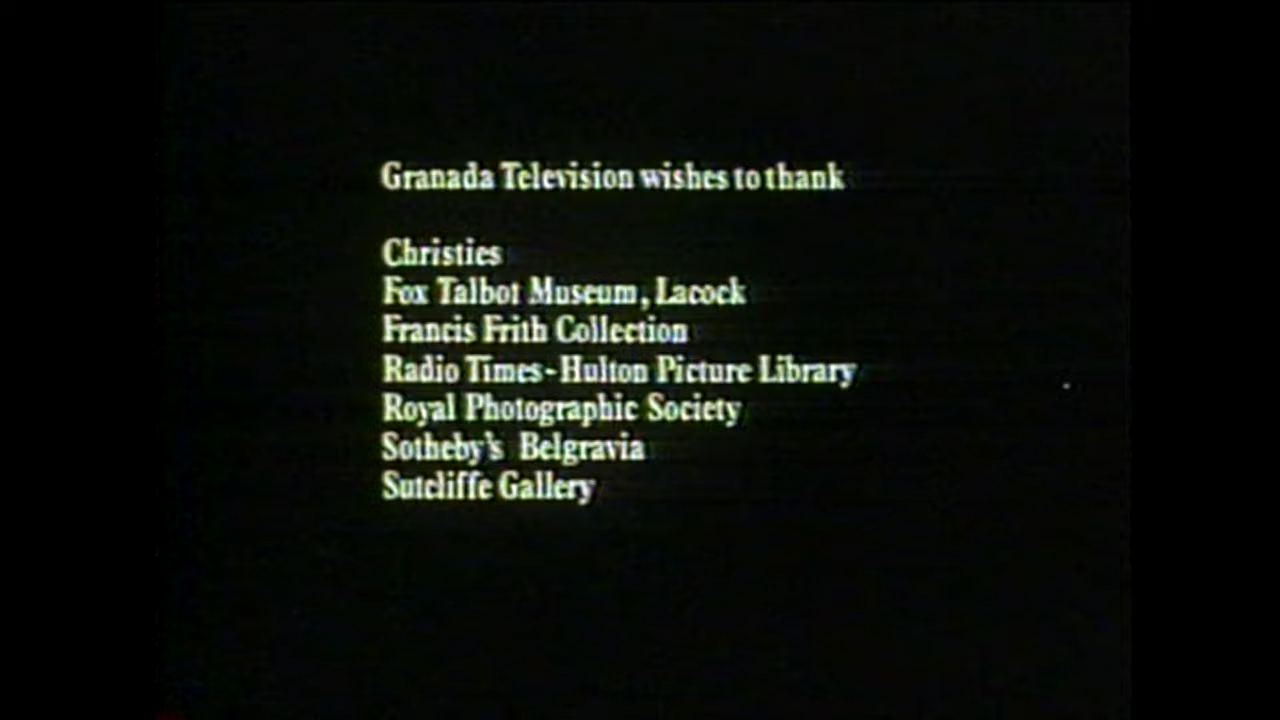 Granada Television wishes to thank
Christies
Fox Talbot Museum, Lacock
Francis Frith Collection
Radio Times-Hulton Picture Library
Royal Photographic Society
Sotheby's Belgravia
Sutcliffe Gallery